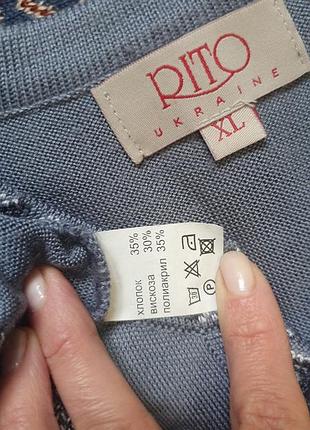 RITO
UKRAINE
XL
хлопок 35%
вискоза 30%
полиакрил 35%
P